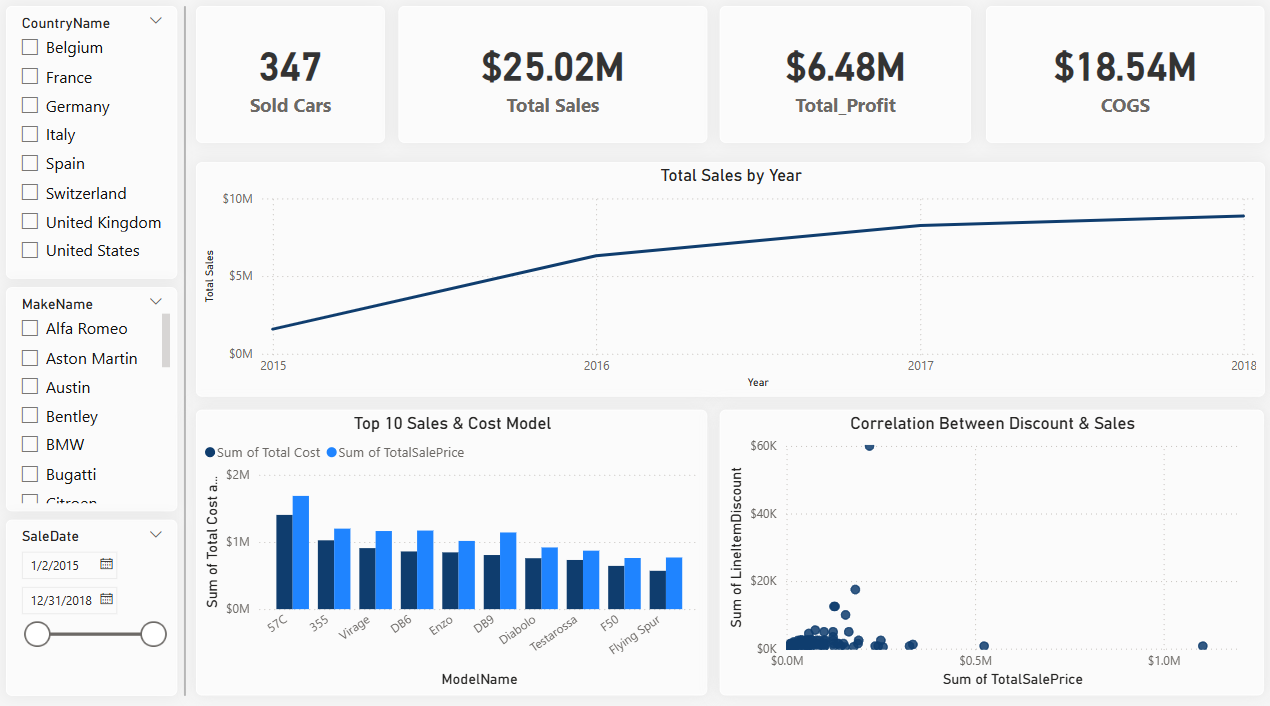 CountryName
Belgium
France
Germany
Italy
Spain
Switzerland
United Kingdom
United States
MakeName
Alfa Romeo
Aston Martin
Austin
Bentley
BMW
Bugatti
Citroen
SaleDate
1/2/2015
12/31/2018
347
Sold Cars
$25.02M
Total Sales
$6.48M
Total_Profit
$18.54M
COGS
Total Sales by Year
Total Sales
$10M
$5M
$0M
2015 2016 2017 2018
Year
Top 10 Sales & Cost Model
Sum of Total Cost Sum of TotalSalePrice
Sum of Total Cost a...
$2M
$1M
$0M
57C 355 Virage DB6 Enzo DB9 Diabolo Testarossa F50 Flying Spur
ModelName
Correlation Between Discount & Sales
Sum of LineItemDiscount
$60K
$40K
$20K
$0K
$0.0M $0.5M $1.0M
Sum of TotalSalePrice